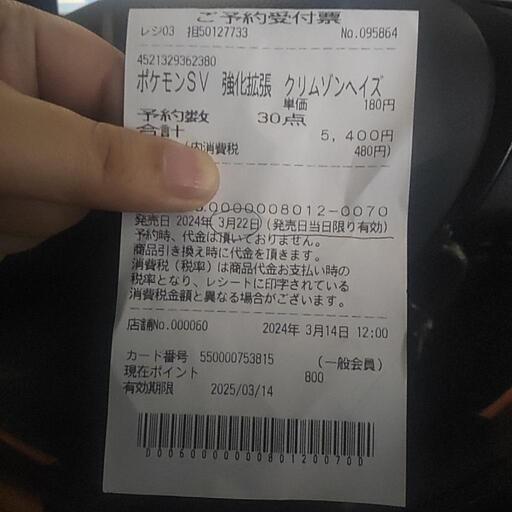 ご予約受付票
レジ03 担50127733 No.095864
4521329362380
ポケモンSV 強化拡張 クリムゾンヘイズ
単価 180円
予約数 30点
合計 5,400円
内消費税 480円)
0000008012-0070
発売日 2024年 3月22日 (発売日当日限り有効)
予約時、代金は頂いておりません。
商品引き換え時に代金を頂きます。
消費税(税率)は商品代金お支払い時の
税率となり、レシートに印字されている
消費税金額と異なる場合がございます。
店舗No.000060 2024年 3月14日 12:00
カード番号 550000753815 (一般会員)
現在ポイント 800
有効期限 2025/03/14
D000600000000801200700